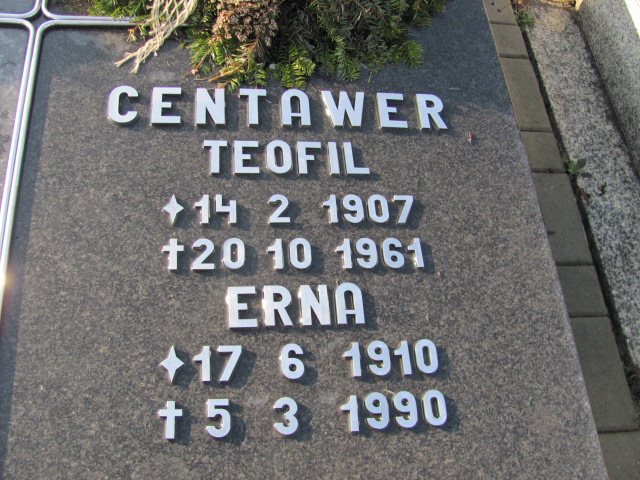 CENTAWER
TEOFIL
✦ 14 2 1907
✝ 20 10 1961
ERNA
✦ 17 6 1910
✝ 5 3 1990